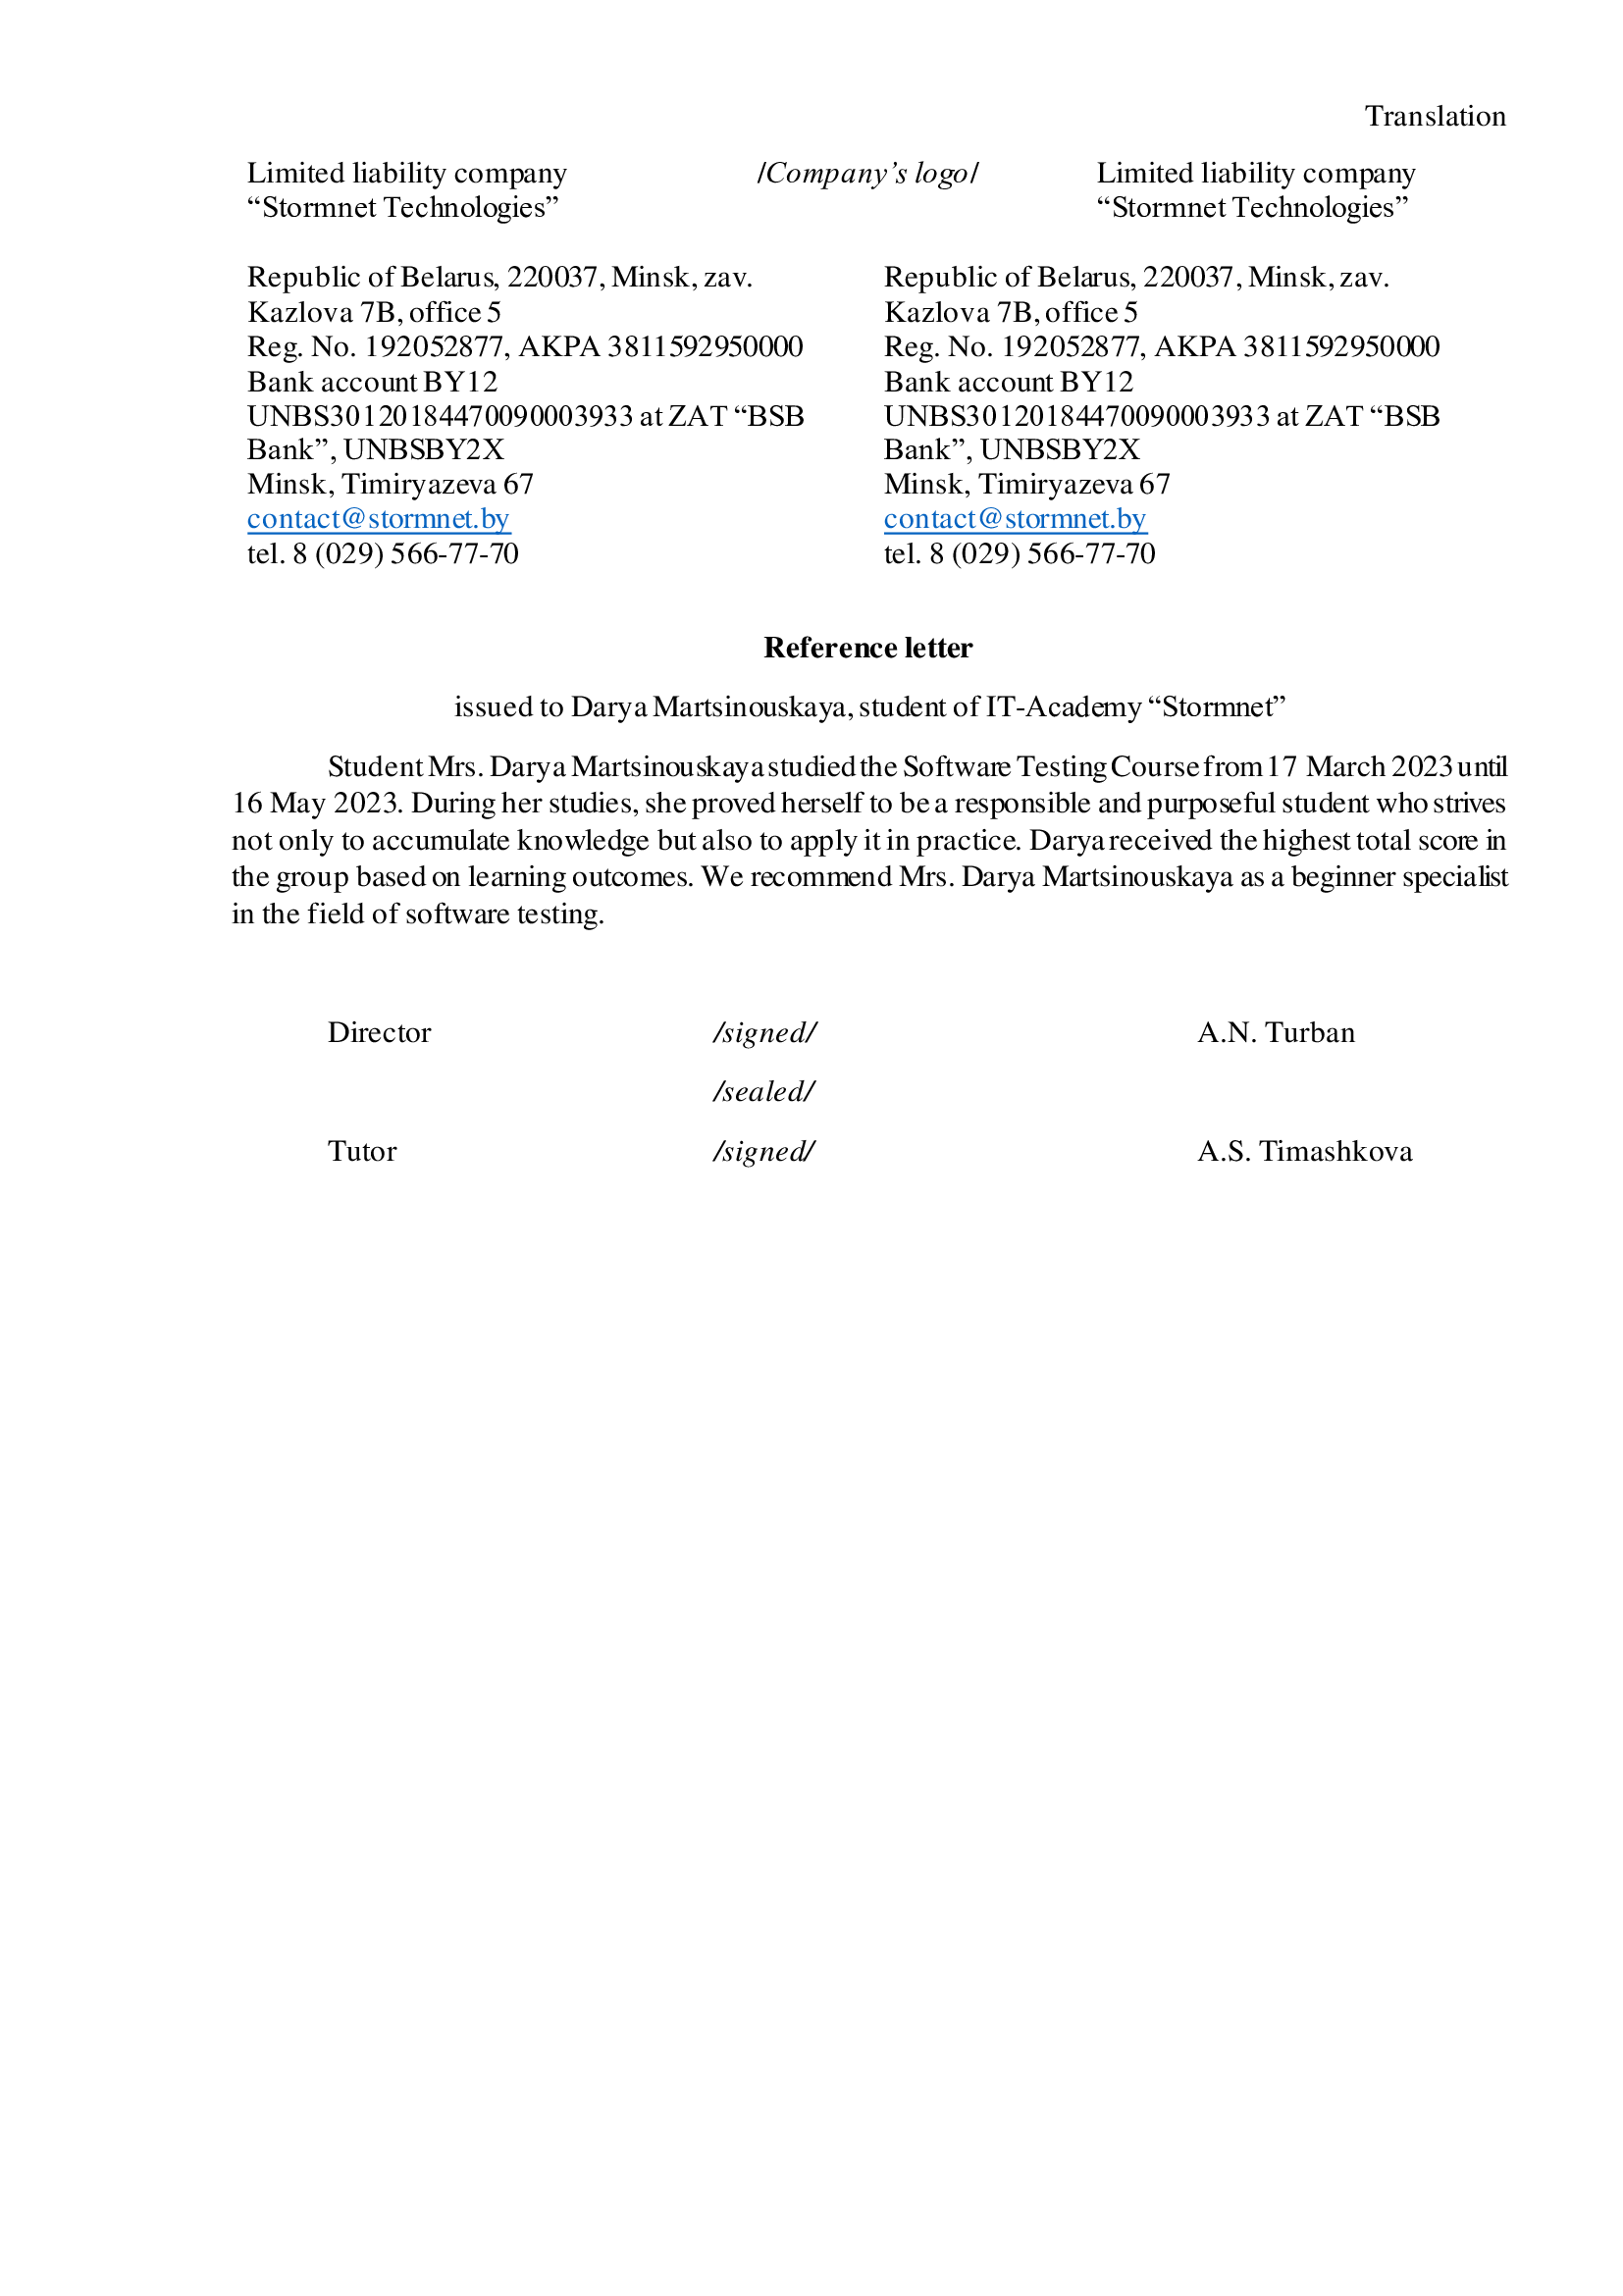 Translation
Limited liability company /Company’s logo/ Limited liability company
“Stormnet Technologies” “Stormnet Technologies”
Republic of Belarus, 220037, Minsk, zav.
Kazlova 7B, office 5
Reg. No. 192052877, AKPA 3811592950000
Bank account BY12
UNBS30120184470090003933 at ZAT “BSB
Bank”, UNBSBY2X
Minsk, Timiryazeva 67
contact@stormnet.by
tel. 8 (029) 566-77-70
Republic of Belarus, 220037, Minsk, zav.
Kazlova 7B, office 5
Reg. No. 192052877, AKPA 3811592950000
Bank account BY12
UNBS30120184470090003933 at ZAT “BSB
Bank”, UNBSBY2X
Minsk, Timiryazeva 67
contact@stormnet.by
tel. 8 (029) 566-77-70
Reference letter
issued to Darya Martsinouskaya, student of IT-Academy “Stormnet”
Student Mrs. Darya Martsinouskaya studied the Software Testing Course from 17 March 2023 until
16 May 2023. During her studies, she proved herself to be a responsible and purposeful student who strives
not only to accumulate knowledge but also to apply it in practice. Darya received the highest total score in
the group based on learning outcomes. We recommend Mrs. Darya Martsinouskaya as a beginner specialist
in the field of software testing.
Director /signed/ A.N. Turban
/sealed/
Tutor /signed/ A.S. Timashkova